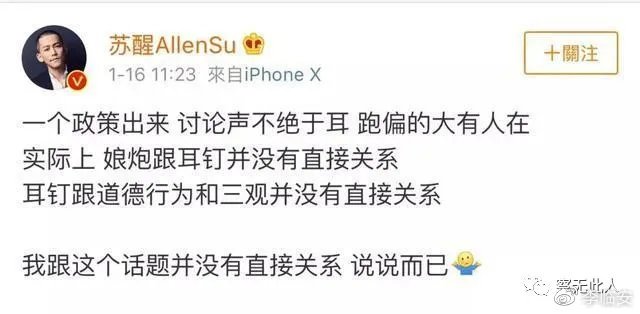 苏醒AllenSu
1-16 11:23 來自iPhone X
十關注
一个政策出来 讨论声不绝于耳 跑偏的大有人在
实际上 娘炮跟耳钉并没有直接关系
耳钉跟道德行为和三观并没有直接关系
我跟这个话题并没有直接关系 说说而已
察无此人
李临安